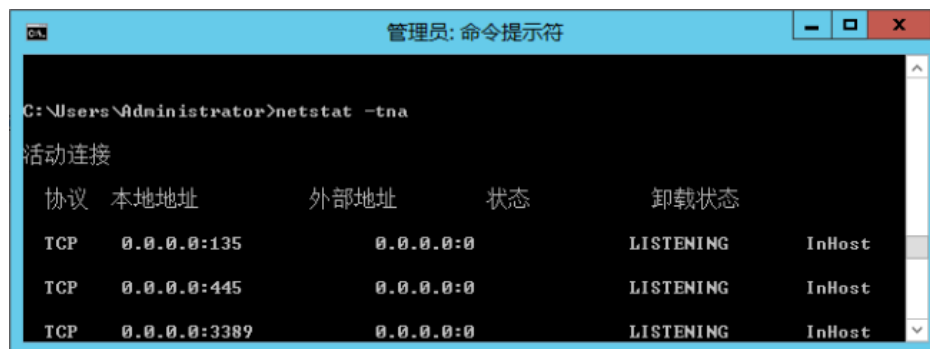 管理员: 命令提示符
C:\Users\Administrator>netstat -tna
活动连接
协议 本地地址 外部地址 状态 卸载状态
TCP 0.0.0.0:135 0.0.0.0:0 LISTENING InHost
TCP 0.0.0.0:445 0.0.0.0:0 LISTENING InHost
TCP 0.0.0.0:3389 0.0.0.0:0 LISTENING InHost